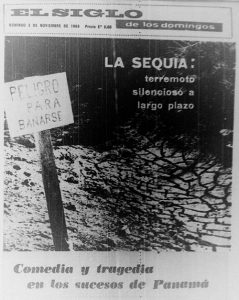 EL SIGLO
de los domingos
DOMINGO 3 DE NOVIEMBRE DE 1968
LA SEQUIA:
terremoto
silencioso a
largo plazo
PELIGRO
PARA
BANARSE
Comedia y tragedia
en los sucesos de Panamá